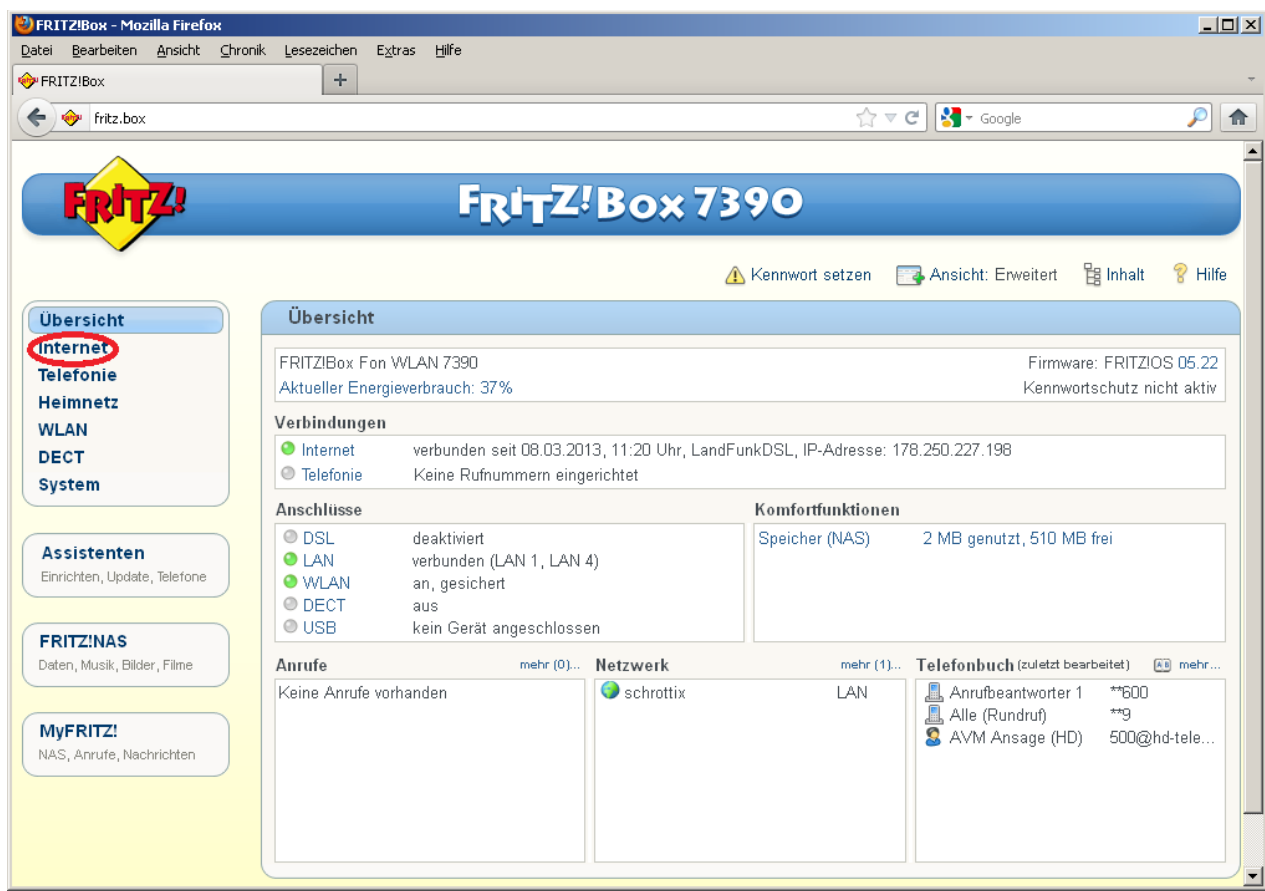 FRITZ!Box - Mozilla Firefox
Datei Bearbeiten Ansicht Chronik Lesezeichen Extras Hilfe
FRITZ!Box
fritz.box
Google
FRITZ!
FRITZ!Box 7390
Kennwort setzen Ansicht: Erweitert Inhalt Hilfe
Übersicht
Internet
Telefonie
Heimnetz
WLAN
DECT
System
Assistenten
Einrichten, Update, Telefone
FRITZ!NAS
Daten, Musik, Bilder, Filme
MyFRITZ!
NAS, Anrufe, Nachrichten
Übersicht
FRITZ!Box Fon WLAN 7390 Firmware: FRITZ!OS 05.22
Aktueller Energieverbrauch: 37% Kennwortschutz nicht aktiv
Verbindungen
Internet verbunden seit 08.03.2013, 11:20 Uhr, LandFunkDSL, IP-Adresse: 178.250.227.198
Telefonie Keine Rufnummern eingerichtet
Anschlüsse
DSL deaktiviert
LAN verbunden (LAN 1, LAN 4)
WLAN an, gesichert
DECT aus
USB kein Gerät angeschlossen
Komfortfunktionen
Speicher (NAS) 2 MB genutzt, 510 MB frei
Anrufe mehr (0)...
Keine Anrufe vorhanden
Netzwerk mehr (1)...
schrottix LAN
Telefonbuch (zuletzt bearbeitet) mehr...
Anrufbeantworter 1 **600
Alle (Rundruf) **9
AVM Ansage (HD) 500@hd-tele...